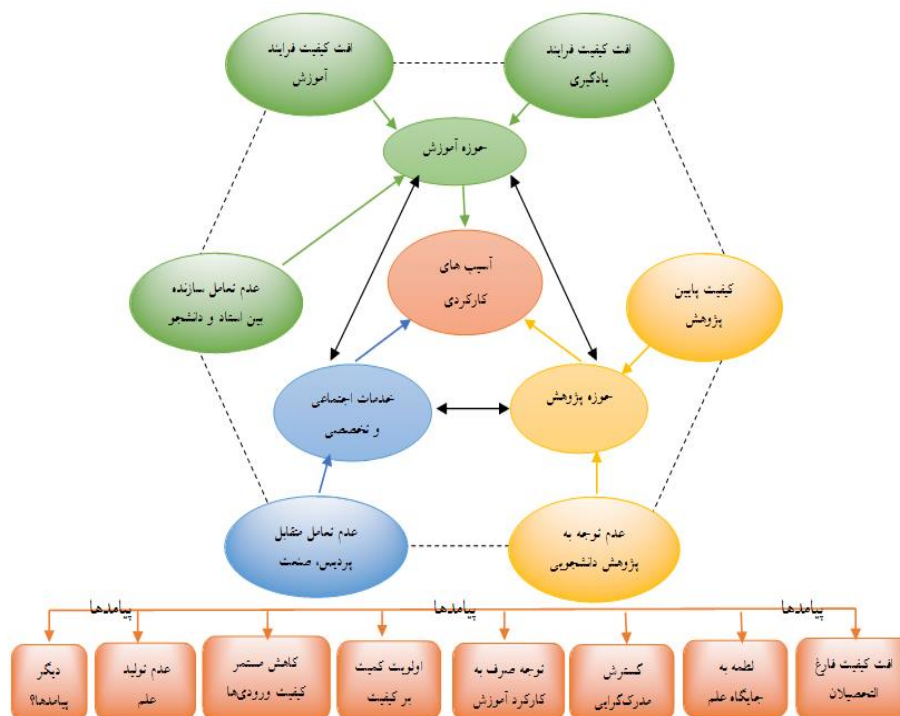 افت کیفیت فرایند
یادگیری
افت کیفیت فرایند
آموزش
حوزه آموزش
آسیب های
کارکردی
کیفیت پایین
پژوهش
عدم تعامل سازنده
بین استاد و دانشجو
حوزه پژوهش
خدمات اجتماعی
و تخصصی
عدم توجه به
پژوهش دانشجویی
عدم تعامل متقابل
پردیس، صنعت
پیامدها
پیامدها
پیامدها
افت کیفیت فارغ
التحصیلان
لطمه به
جایگاه علم
گسترش
مدرک‌گرایی
توجه صرف به
کارکرد آموزش
اولویت کمیت
بر کیفیت
کاهش مستمر
کیفیت ورودی‌ها
عدم تولید
علم
دیگر
پیامدها؟